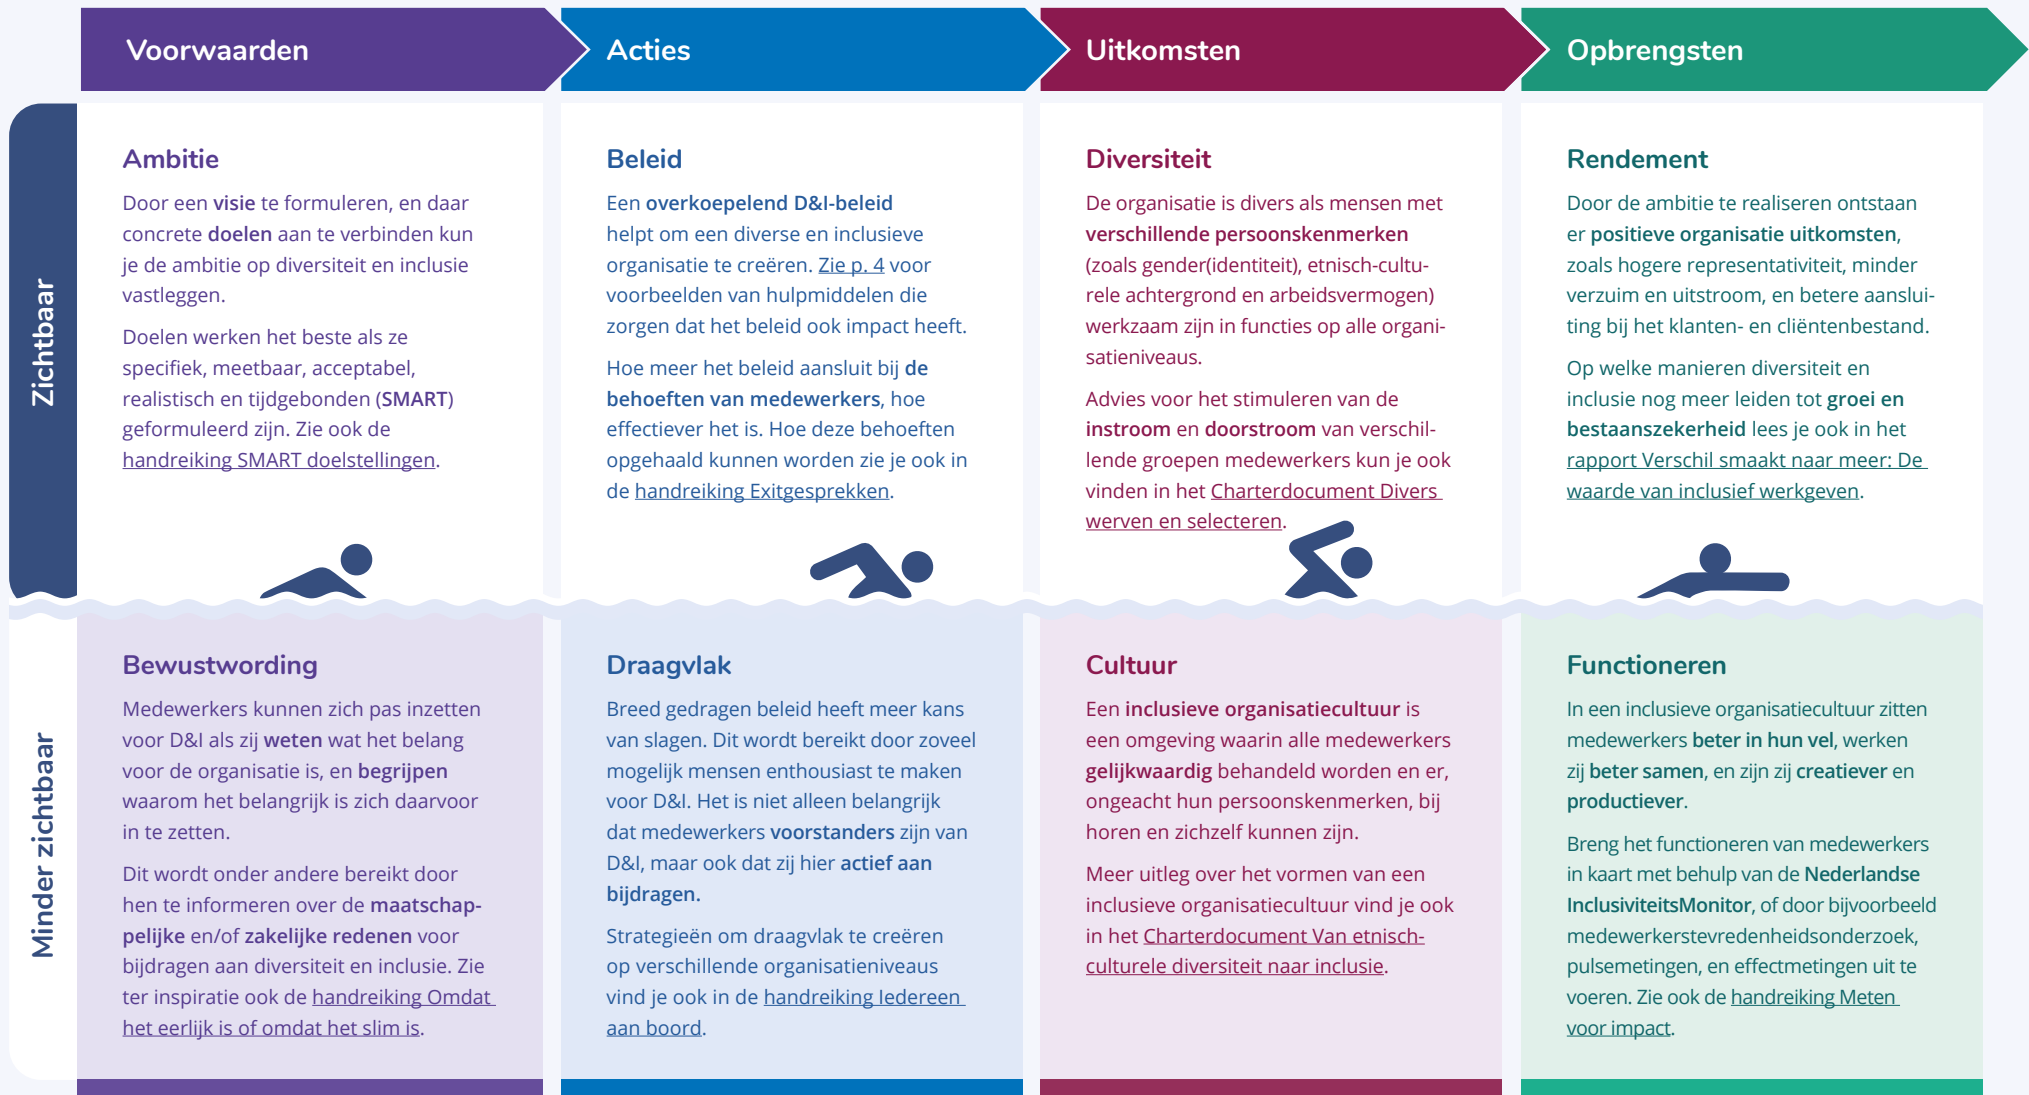 Voorwaarden
Acties
Uitkomsten
Opbrengsten
Zichtbaar
Ambitie
Door een visie te formuleren, en daar
concrete doelen aan te verbinden kun
je de ambitie op diversiteit en inclusie
vastleggen.
Doelen werken het beste als ze
specifiek, meetbaar, acceptabel,
realistisch en tijdgebonden (SMART)
geformuleerd zijn. Zie ook de
handreiking SMART doelstellingen.
Beleid
Een overkoepelend D&I-beleid
helpt om een diverse en inclusieve
organisatie te creëren. Zie p. 4 voor
voorbeelden van hulpmiddelen die
zorgen dat het beleid ook impact heeft.
Hoe meer het beleid aansluit bij de
behoeften van medewerkers, hoe
effectiever het is. Hoe deze behoeften
opgehaald kunnen worden zie je ook in
de handreiking Exitgesprekken.
Diversiteit
De organisatie is divers als mensen met
verschillende persoonskenmerken
(zoals gender(identiteit), etnisch-cultu-
rele achtergrond en arbeidsvermogen)
werkzaam zijn in functies op alle organi-
satieniveaus.
Advies voor het stimuleren van de
instroom en doorstroom van verschil-
lende groepen medewerkers kun je ook
vinden in het Charterdocument Divers
werven en selecteren.
Rendement
Door de ambitie te realiseren ontstaan
er positieve organisatie uitkomsten,
zoals hogere representativiteit, minder
verzuim en uitstroom, en betere aanslui-
ting bij het klanten- en cliëntenbestand.
Op welke manieren diversiteit en
inclusie nog meer leiden tot groei en
bestaanszekerheid lees je ook in het
rapport Verschil smaakt naar meer: De
waarde van inclusief werkgeven.
Minder zichtbaar
Bewustwording
Medewerkers kunnen zich pas inzetten
voor D&I als zij weten wat het belang
voor de organisatie is, en begrijpen
waarom het belangrijk is zich daarvoor
in te zetten.
Dit wordt onder andere bereikt door
hen te informeren over de maatschap-
pelijke en/of zakelijke redenen voor
bijdragen aan diversiteit en inclusie. Zie
ter inspiratie ook de handreiking Omdat
het eerlijk is of omdat het slim is.
Draagvlak
Breed gedragen beleid heeft meer kans
van slagen. Dit wordt bereikt door zoveel
mogelijk mensen enthousiast te maken
voor D&I. Het is niet alleen belangrijk
dat medewerkers voorstanders zijn van
D&I, maar ook dat zij hier actief aan
bijdragen.
Strategieën om draagvlak te creëren
op verschillende organisatieniveaus
vind je ook in de handreiking Iedereen
aan boord.
Cultuur
Een inclusieve organisatiecultuur is
een omgeving waarin alle medewerkers
gelijkwaardig behandeld worden en er,
ongeacht hun persoonskenmerken, bij
horen en zichzelf kunnen zijn.
Meer uitleg over het vormen van een
inclusieve organisatiecultuur vind je ook
in het Charterdocument Van etnisch-
culturele diversiteit naar inclusie.
Functioneren
In een inclusieve organisatiecultuur zitten
medewerkers beter in hun vel, werken
zij beter samen, en zijn zij creatiever en
productiever.
Breng het functioneren van medewerkers
in kaart met behulp van de Nederlandse
InclusiviteitsMonitor, of door bijvoorbeeld
medewerkerstevredenheidsonderzoek,
pulsemetingen, en effectmetingen uit te
voeren. Zie ook de handreiking Meten
voor impact.